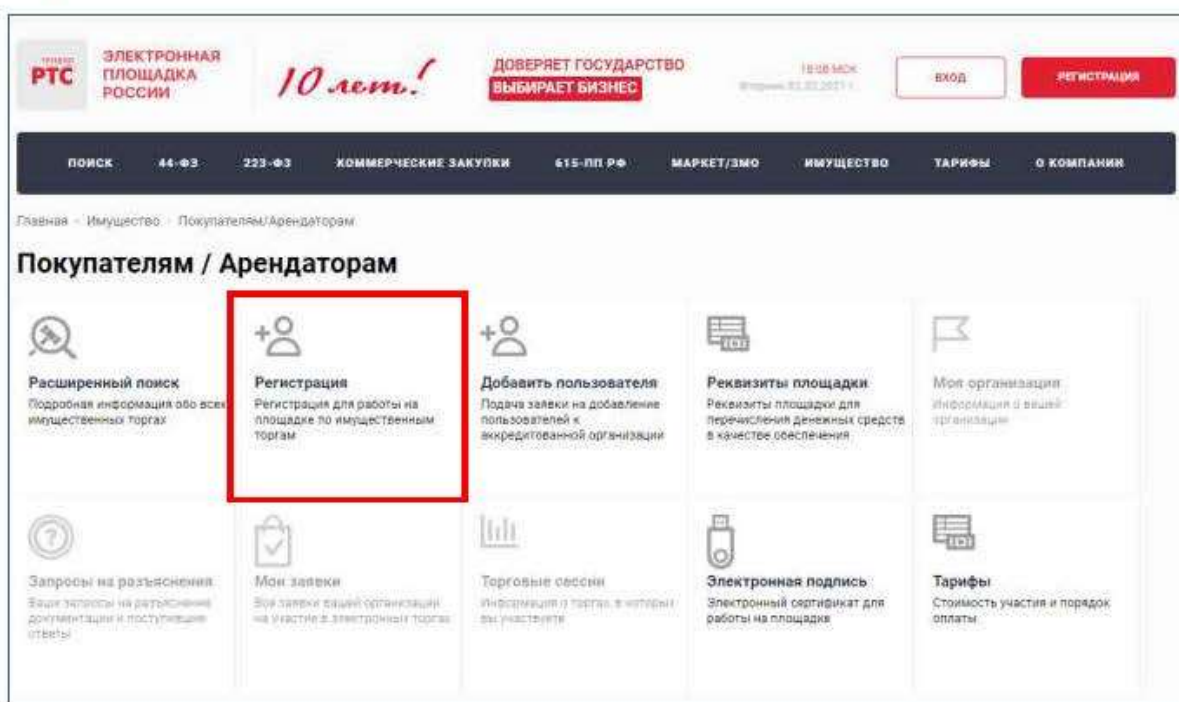 тендер
РТС
ЭЛЕКТРОННАЯ
ПЛОЩАДКА
РОССИИ
10 лет!
ДОВЕРЯЕТ ГОСУДАРСТВО
ВЫБИРАЕТ БИЗНЕС
МСК
ВХОД
РЕГИСТРАЦИЯ
ПОИСК 44-ФЗ 223-ФЗ КОММЕРЧЕСКИЕ ЗАКУПКИ 615-ПП РФ МАРКЕТ/ЗМО ИМУЩЕСТВО ТАРИФЫ О КОМПАНИИ
Главная - Имущество - Покупателям/Арендаторам
Покупателям / Арендаторам
Расширенный поиск
Подробная информация обо всех
имущественных торгах
Регистрация
Регистрация для работы на
площадке по имущественным
торгам
Добавить пользователя
Подача заявки на добавление
пользователей к
аккредитованной организации
Реквизиты площадки
Реквизиты площадки для
перечисления денежных средств
в качестве обеспечения
Моя организация
Информация о вашей
организации
Запросы на разъяснения
Ваши запросы на разъяснение
документации и поступившие
ответы
Мои заявки
Все заявки вашей организации
на участие в электронных торгах
Торговые сессии
Информация о торгах, в которых
вы участвуете
Электронная подпись
Электронный сертификат для
работы на площадке
Тарифы
Стоимость участия и порядок
оплаты